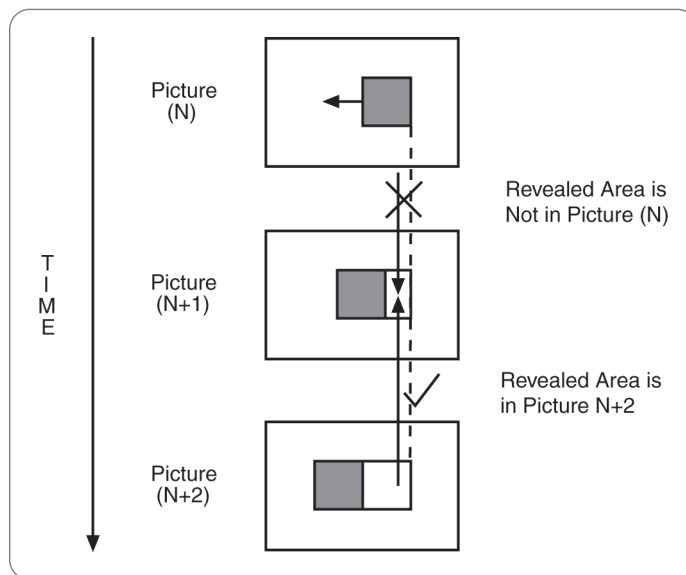 Picture
(N)
Revealed Area is
Not in Picture (N)
T
I
M
E
Picture
(N+1)
Revealed Area is
in Picture N+2
Picture
(N+2)